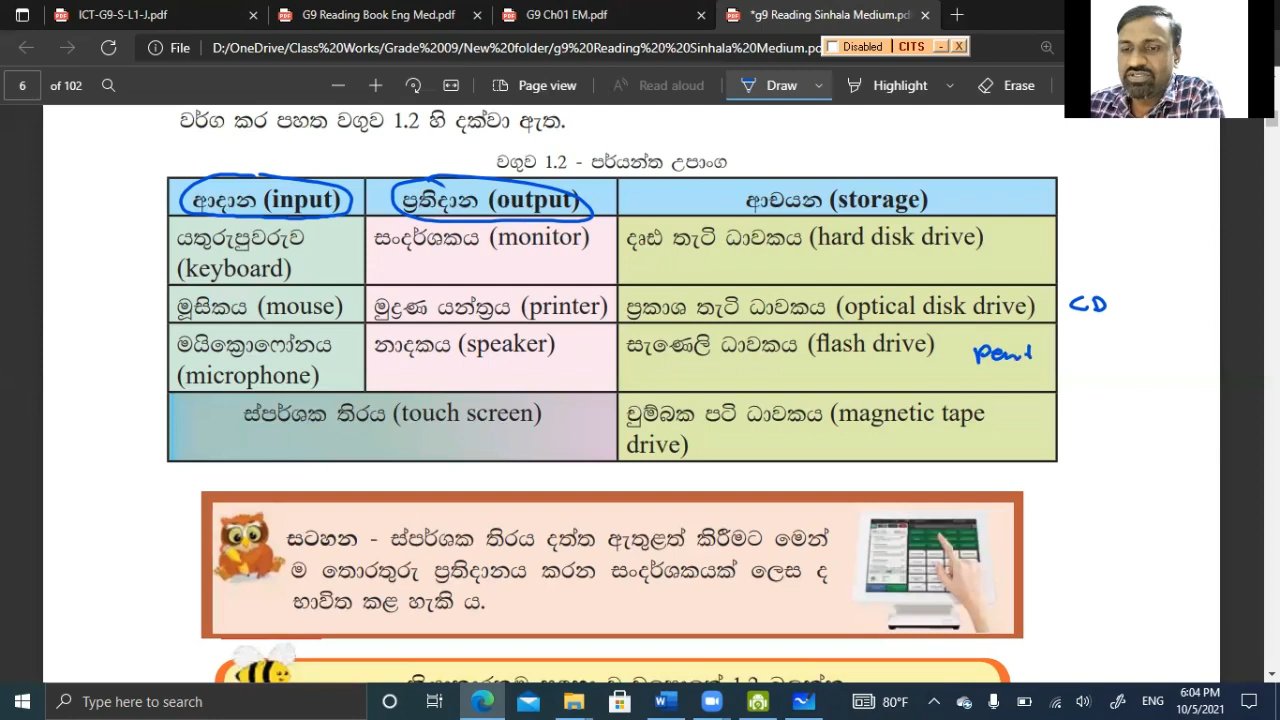 ICT-G9-S-L1-J.pdf
G9 Reading Book Eng Med.pdf
G9 Ch01 EM.pdf
*g9 Reading Sinhala Medium.pdf
File
D:/OneDrive/Class%20Works/Grade%2009/New%20folder/g9%20Reading%20%20Sinhala%20Medium.pd
Disabled
CITS
- X
6 of 102
Page view
Read aloud
Draw
Highlight
Erase
වර්ග කර පහත වගුව 1.2 හි දක්වා ඇත.
වගුව 1.2 - පර්යන්ත උපාංග
ආදාන (input) ප්‍රතිදාන (output) ආචයන (storage)
යතුරුපුවරුව (keyboard) සංදර්ශකය (monitor) දෘඪ තැටි ධාවකය (hard disk drive)
මූසිකය (mouse) මුද්‍රණ යන්ත්‍රය (printer) ප්‍රකාශ තැටි ධාවකය (optical disk drive) CD
මයික්‍රොෆෝනය (microphone) නාදකය (speaker) සැණෙලි ධාවකය (flash drive) pen
ස්පර්ශක තිරය (touch screen) චුම්බක පටි ධාවකය (magnetic tape
drive)
සටහන - ස්පර්ශක තිරය දත්ත ඇතුළත් කිරීමට මෙන්
ම තොරතුරු ප්‍රතිදානය කරන සංදර්ශකයක් ලෙස ද
භාවිත කළ හැකි ය.
Type here to search
80°F
ENG
6:04 PM
10/5/2021